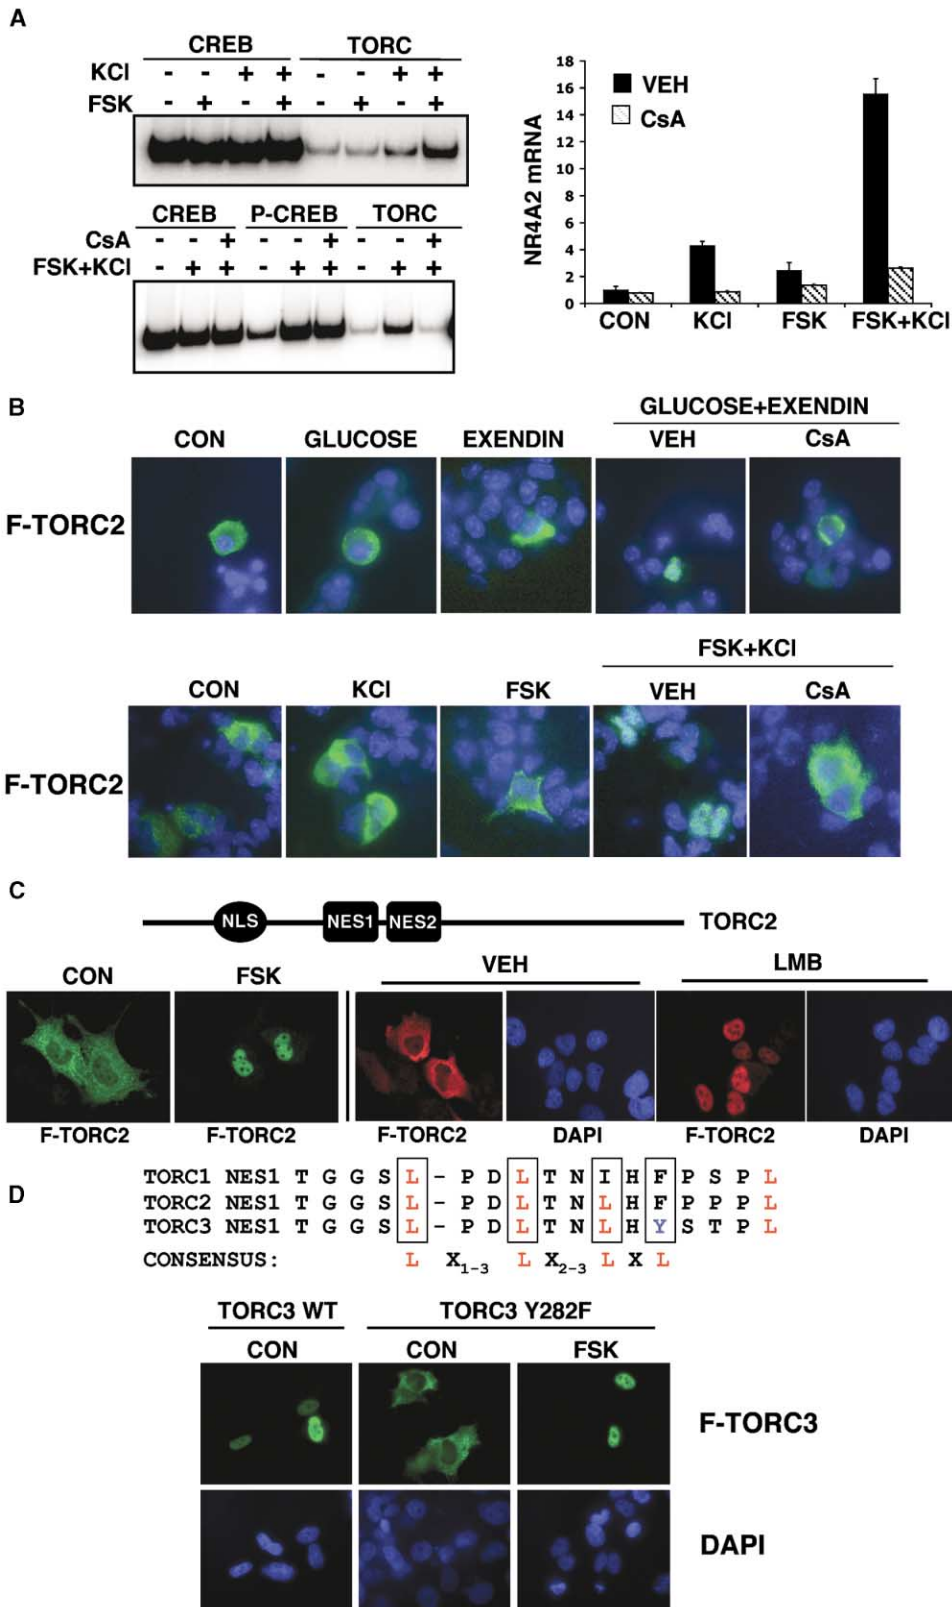 A
CREB TORC
KCl - - + + - - + +
FSK - + - + - + - +
CREB P-CREB TORC
CsA - - + - - + - - +
FSK+KCl - + + - + + - + +
NR4A2 mRNA
18
16
14
12
10
8
6
4
2
0
VEH
CsA
CON KCl FSK FSK+KCl
B
GLUCOSE+EXENDIN
CON GLUCOSE EXENDIN VEH CsA
F-TORC2
FSK+KCl
CON KCl FSK VEH CsA
F-TORC2
C
NLS NES1 NES2 TORC2
CON FSK VEH LMB
F-TORC2 F-TORC2 F-TORC2 DAPI F-TORC2 DAPI
D
TORC1 NES1 T G G S L - P D L T N I H F P S P L
TORC2 NES1 T G G S L - P D L T N L H F P P P L
TORC3 NES1 T G G S L - P D L T N L H Y S T P L
CONSENSUS: L X1-3 L X2-3 L X L
TORC3 WT TORC3 Y282F
CON CON FSK
F-TORC3
DAPI